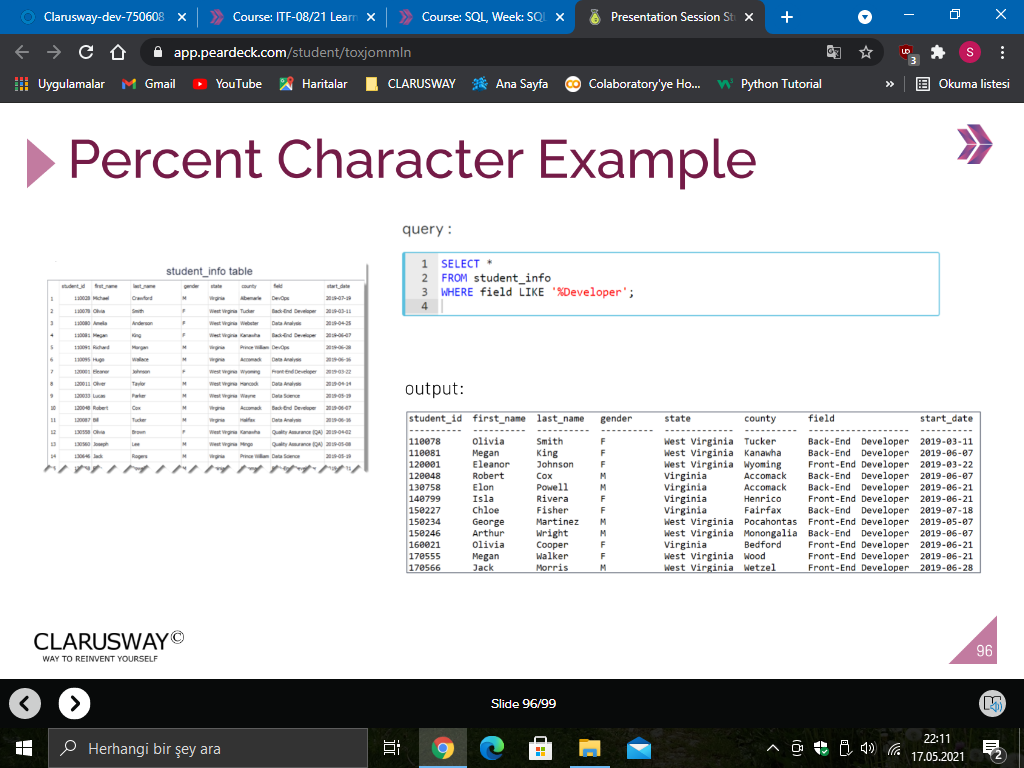 Clarusway-dev-750608
Course: ITF-08/21 Learn
Course: SQL, Week: SQL
Presentation Session St
app.peardeck.com/student/toxjommln
S
3
Uygulamalar
Gmail
YouTube
Haritalar
CLARUSWAY
Ana Sayfa
Colaboratory'ye Ho...
Python Tutorial
»
Okuma listesi
Percent Character Example
query :
1 SELECT *
2 FROM student_info
3 WHERE field LIKE '%Developer';
4
student_info table
student_id first_name last_name gender state county field start_date
1 110028 Michael Crawford M Virginia Albemarle DevOps 2019-07-19
2 110078 Olivia Smith F West Virginia Tucker Back-End Developer 2019-03-11
3 110080 Amelia Anderson F West Virginia Webster Data Analysis 2019-04-25
4 110081 Megan King F West Virginia Kanawha Back-End Developer 2019-06-07
5 110091 Richard Morgan M Virginia Prince William DevOps 2019-06-28
6 110095 Hugo Wallace M Virginia Accomack Data Analysis 2019-06-16
7 120001 Eleanor Johnson F West Virginia Wyoming Front-End Developer 2019-03-22
8 120011 Oliver Taylor M West Virginia Hancock Data Analysis 2019-04-14
9 120033 Lucas Parker M West Virginia Wayne Data Science 2019-05-19
10 120048 Robert Cox M Virginia Accomack Back-End Developer 2019-06-07
11 120087 Bill Tucker M Virginia Halifax Data Analysis 2019-06-16
12 130558 Olivia Brown F West Virginia Kanawha Quality Assurance (QA) 2019-04-02
13 130560 Joseph Lee M West Virginia Mingo Quality Assurance (QA) 2019-05-08
14 130646 Jack Rogers M Virginia Prince William Data Science 2019-05-19
output:
student_id first_name last_name gender state county field start_date
110078 Olivia Smith F West Virginia Tucker Back-End Developer 2019-03-11
110081 Megan King F West Virginia Kanawha Back-End Developer 2019-06-07
120001 Eleanor Johnson F West Virginia Wyoming Front-End Developer 2019-03-22
120048 Robert Cox M Virginia Accomack Back-End Developer 2019-06-07
130758 Elon Powell M Virginia Accomack Back-End Developer 2019-06-21
140799 Isla Rivera F Virginia Henrico Front-End Developer 2019-06-21
150227 Chloe Fisher F Virginia Fairfax Back-End Developer 2019-07-18
150234 George Martinez M West Virginia Pocahontas Front-End Developer 2019-05-07
150246 Arthur Wright M West Virginia Monongalia Back-End Developer 2019-06-07
160021 Olivia Cooper F Virginia Bedford Front-End Developer 2019-06-21
170555 Megan Walker F West Virginia Wood Front-End Developer 2019-06-21
170566 Jack Morris M West Virginia Wetzel Front-End Developer 2019-06-28
CLARUSWAY©
WAY TO REINVENT YOURSELF
96
Slide 96/99
Herhangi bir şey ara
22:11
17.05.2021
2